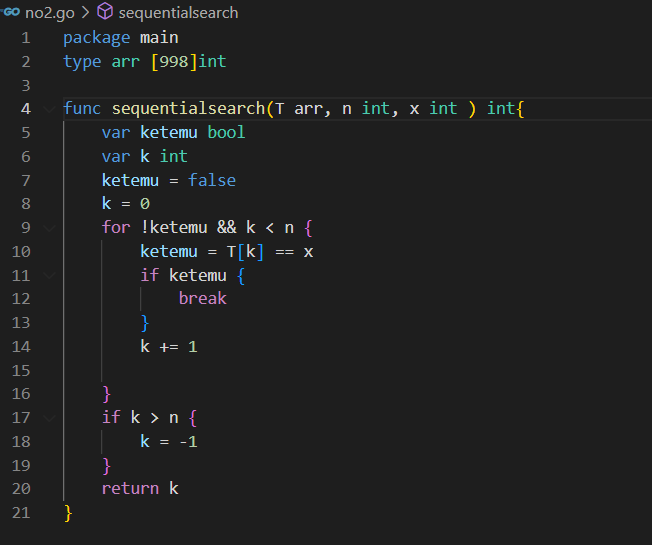 GO no2.go > sequentialsearch
1 package main
2 type arr [998]int
3
4 func sequentialsearch(T arr, n int, x int ) int{
5     var ketemu bool
6     var k int
7     ketemu = false
8     k = 0
9     for !ketemu && k < n {
10         ketemu = T[k] == x
11         if ketemu {
12             break
13         }
14         k += 1
15
16     }
17     if k > n {
18         k = -1
19     }
20     return k
21 }